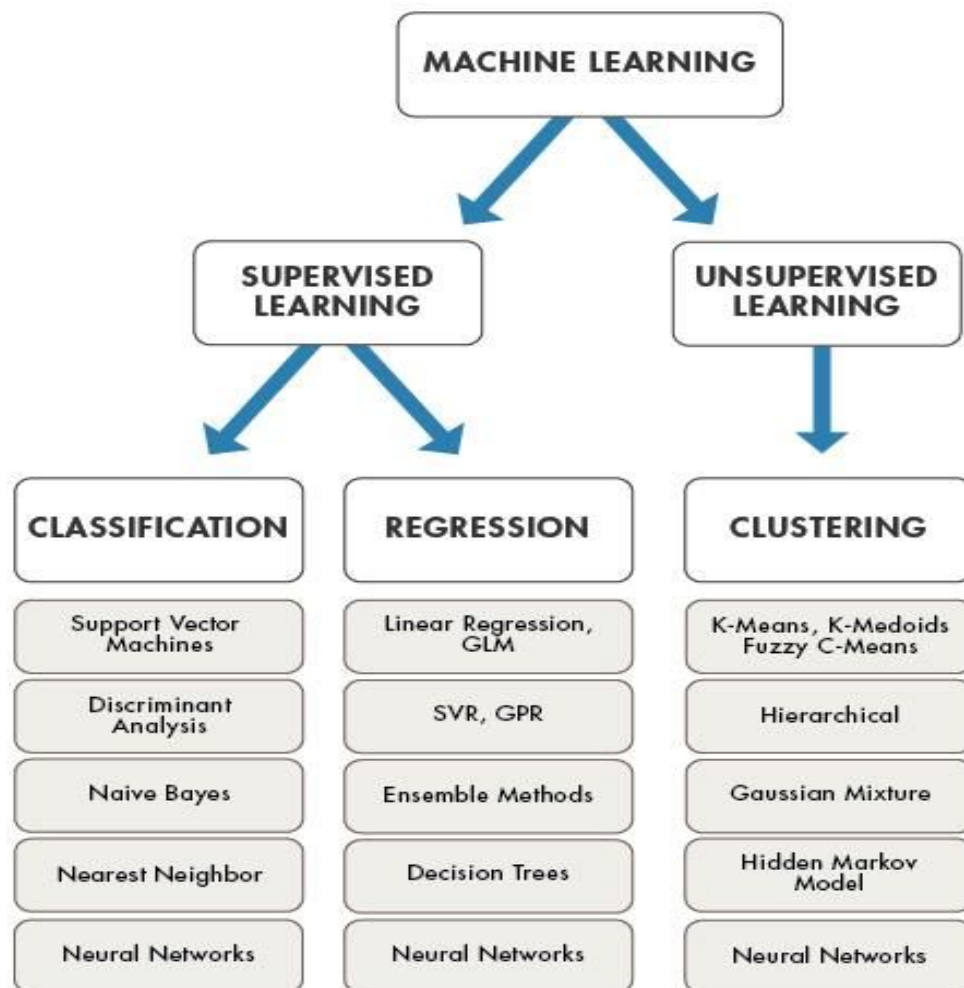 MACHINE LEARNING
SUPERVISED
LEARNING
UNSUPERVISED
LEARNING
CLASSIFICATION
Support Vector
Machines
Discriminant
Analysis
Naive Bayes
Nearest Neighbor
Neural Networks
REGRESSION
Linear Regression,
GLM
SVR, GPR
Ensemble Methods
Decision Trees
Neural Networks
CLUSTERING
K-Means, K-Medoids
Fuzzy C-Means
Hierarchical
Gaussian Mixture
Hidden Markov
Model
Neural Networks